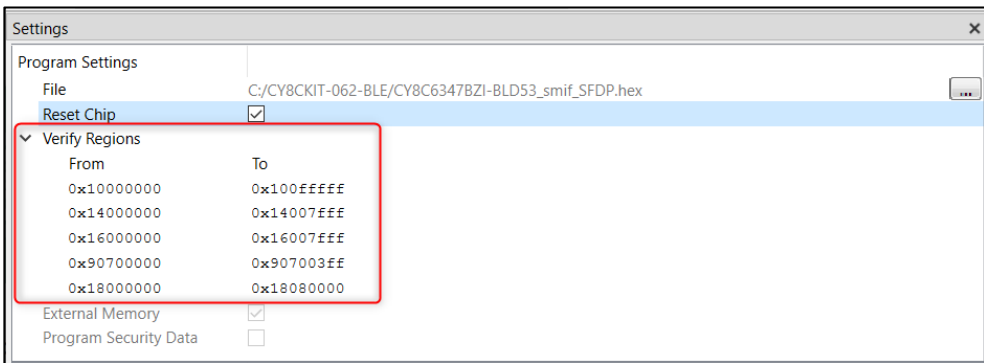 Settings
Program Settings
File C:/CY8CKIT-062-BLE/CY8C6347BZI-BLD53_smif_SFDP.hex ...
Reset Chip
Verify Regions
From To
0x10000000 0x100fffff
0x14000000 0x14007fff
0x16000000 0x16007fff
0x90700000 0x907003ff
0x18000000 0x18080000
External Memory
Program Security Data